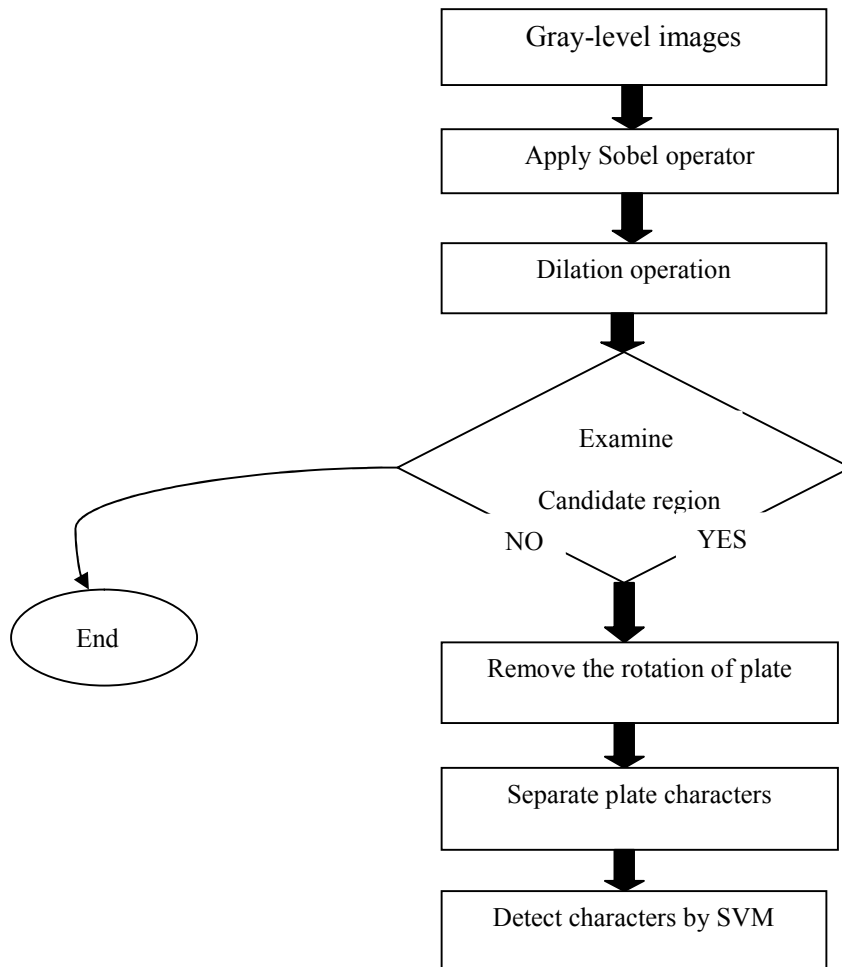 Gray-level images
Apply Sobel operator
Dilation operation
Examine
Candidate region
NO
YES
End
Remove the rotation of plate
Separate plate characters
Detect characters by SVM